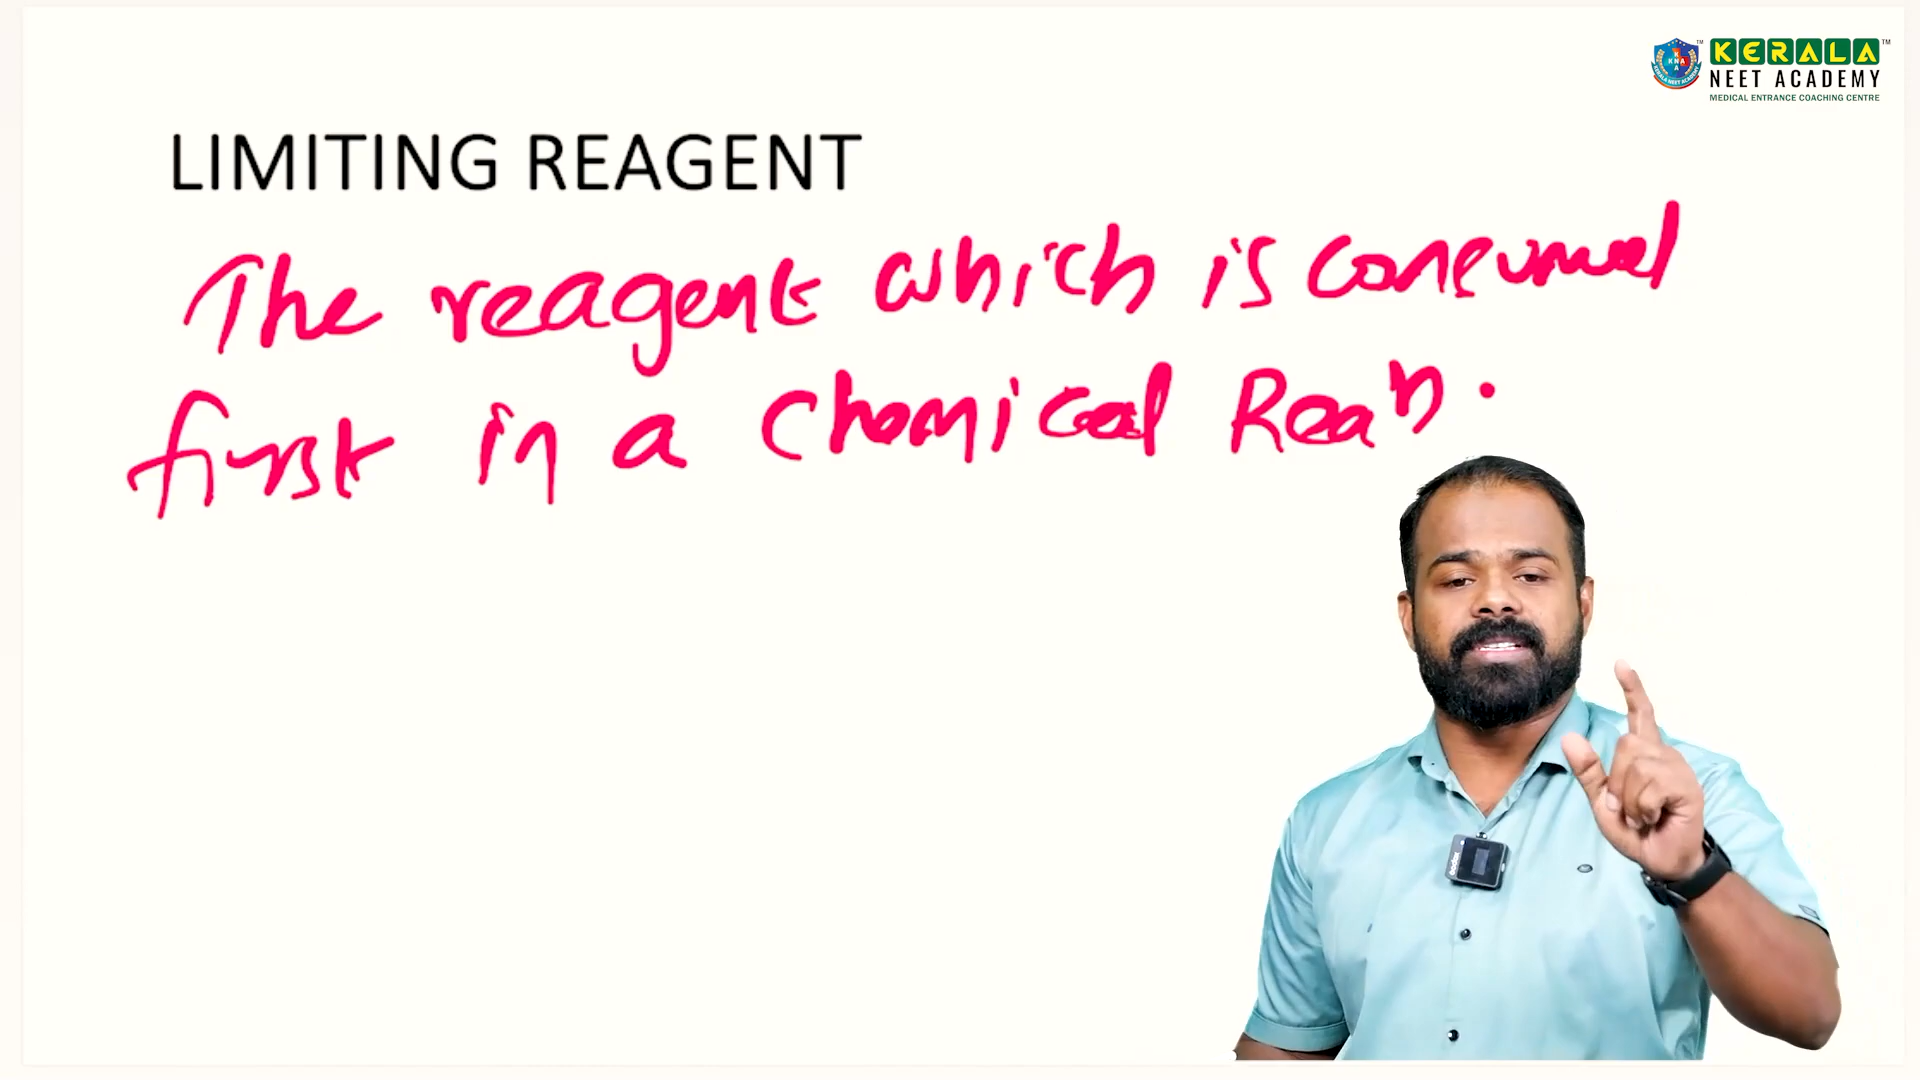 KERALA
NEET ACADEMY
MEDICAL ENTRANCE COACHING CENTRE
LIMITING REAGENT
The reagent which is consumed
first in a Chemical Rean.